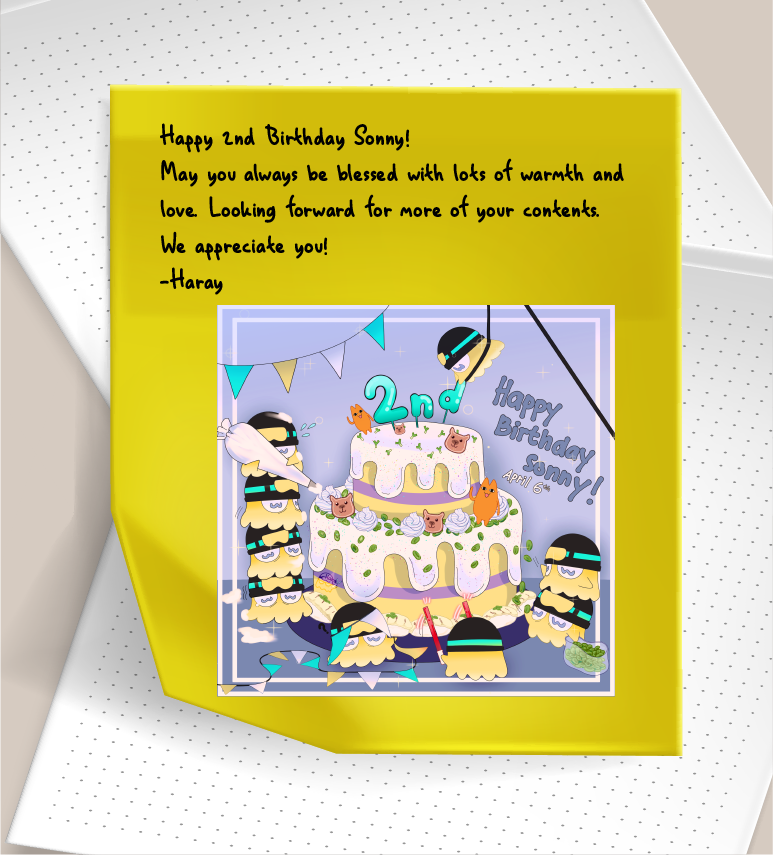 Happy 2nd Birthday Sonny!
May you always be blessed with lots of warmth and
love. Looking forward for more of your contents.
We appreciate you!
-Haray
2nd
Happy
Birthday
Sonny!
April 6th